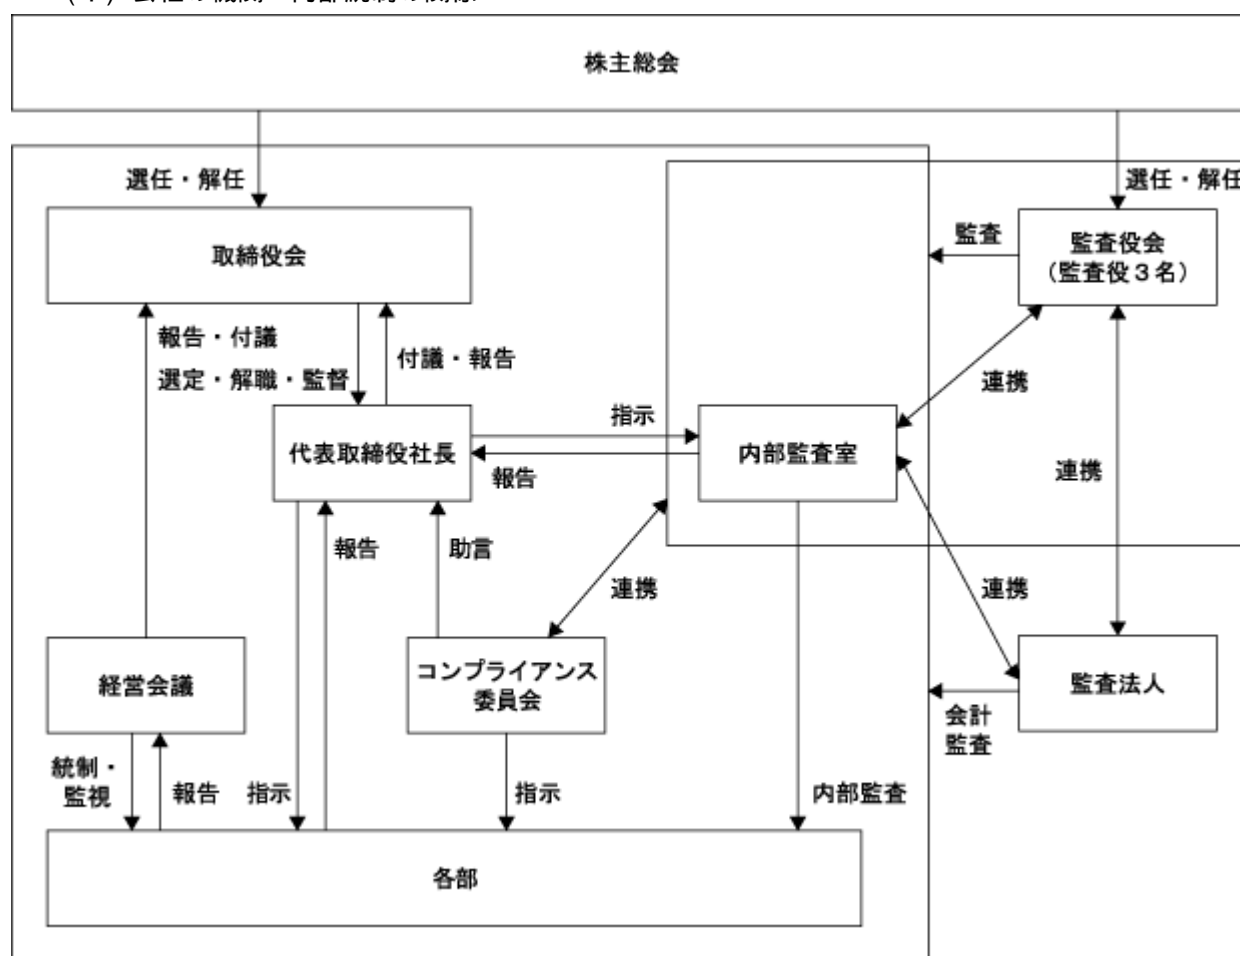 株主総会
選任・解任
選任・解任
取締役会
監査
監査役会
（監査役３名）
報告・付議
選定・解職・監督
付議・報告
連携
指示
代表取締役社長
内部監査室
報告
連携
報告
助言
連携
連携
経営会議
コンプライアンス
委員会
監査法人
会計
監査
統制・
監視
報告
指示
指示
内部監査
各部